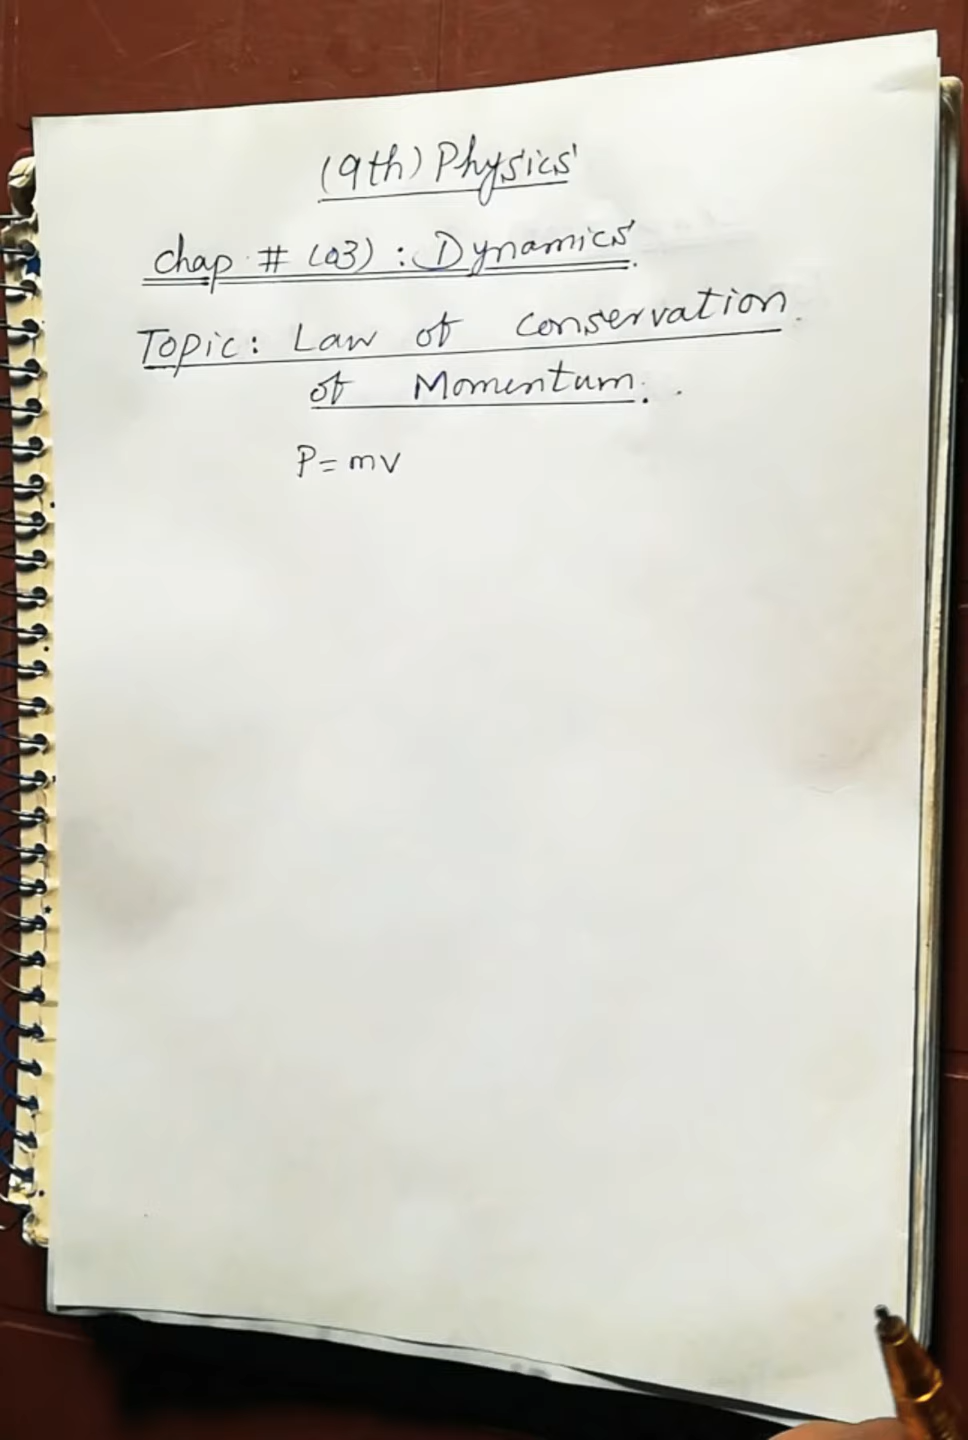 (9th) Physics
Chap # (03) : Dynamics.
Topic: Law of Conservation.
of Momentum.
P = mv